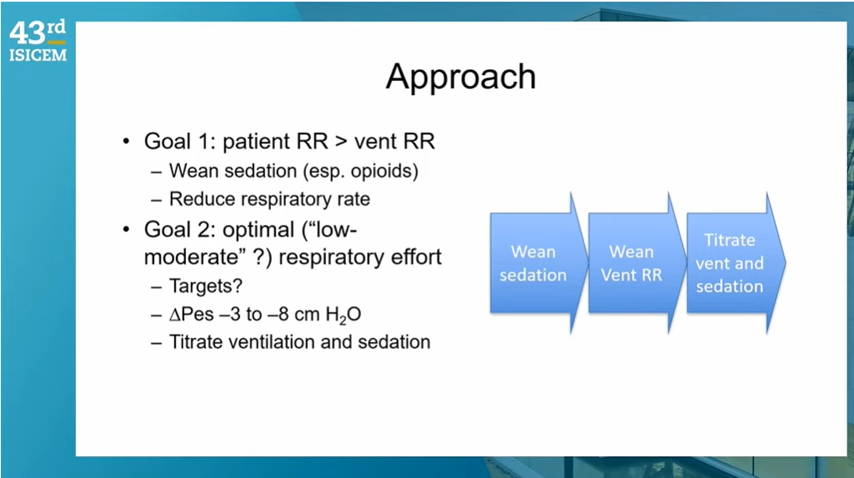 43rd
ISICEM
Approach
• Goal 1: patient RR > vent RR
– Wean sedation (esp. opioids)
– Reduce respiratory rate
• Goal 2: optimal (“low-
moderate” ?) respiratory effort
– Targets?
– ΔPes –3 to –8 cm H₂O
– Titrate ventilation and sedation
Wean
sedation
Wean
Vent RR
Titrate
vent and
sedation